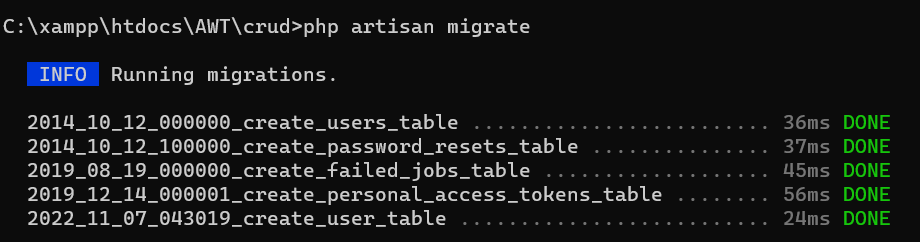 C:\xampp\htdocs\AWT\crud>php artisan migrate
INFO Running migrations.
2014_10_12_000000_create_users_table ......................... 36ms DONE
2014_10_12_100000_create_password_resets_table ............... 37ms DONE
2019_08_19_000000_create_failed_jobs_table ................... 45ms DONE
2019_12_14_000001_create_personal_access_tokens_table ........ 56ms DONE
2022_11_07_043019_create_user_table .......................... 24ms DONE